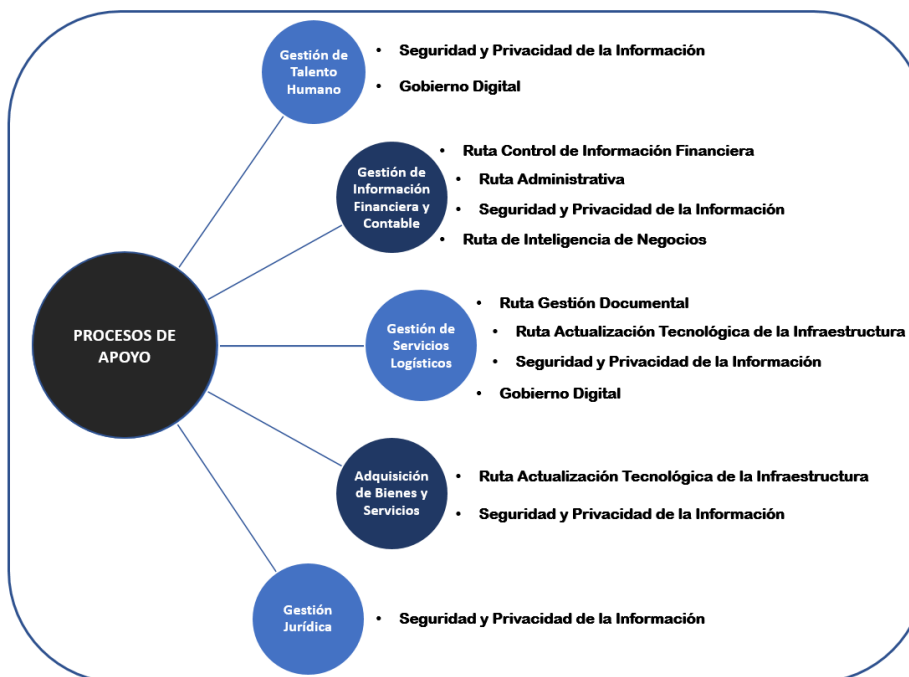 Gestión de
Talento
Humano
• Seguridad y Privacidad de la Información
• Gobierno Digital
Gestión de
Información
Financiera y
Contable
• Ruta Control de Información Financiera
• Ruta Administrativa
• Seguridad y Privacidad de la Información
• Ruta de Inteligencia de Negocios
PROCESOS DE
APOYO
Gestión de
Servicios
Logísticos
• Ruta Gestión Documental
• Ruta Actualización Tecnológica de la Infraestructura
• Seguridad y Privacidad de la Información
• Gobierno Digital
Adquisición
de Bienes y
Servicios
• Ruta Actualización Tecnológica de la Infraestructura
• Seguridad y Privacidad de la Información
Gestión
Jurídica
• Seguridad y Privacidad de la Información